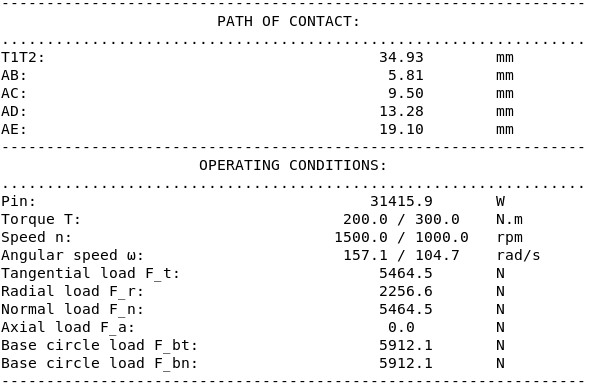 -----------------------------------------------------------------
                        PATH OF CONTACT:
.................................................................
T1T2:                                     34.93        mm
AB:                                        5.81        mm
AC:                                        9.50        mm
AD:                                       13.28        mm
AE:                                       19.10        mm
-----------------------------------------------------------------
                      OPERATING CONDITIONS:
.................................................................
Pin:                                     31415.9       W
Torque T:                             200.0 / 300.0    N.m
Speed n:                             1500.0 / 1000.0   rpm
Angular speed ω:                      157.1 / 104.7    rad/s
Tangential load F_t:                      5464.5       N
Radial load F_r:                          2256.6       N
Normal load F_n:                          5464.5       N
Axial load F_a:                            0.0         N
Base circle load F_bt:                    5912.1       N
Base circle load F_bn:                    5912.1       N
-----------------------------------------------------------------